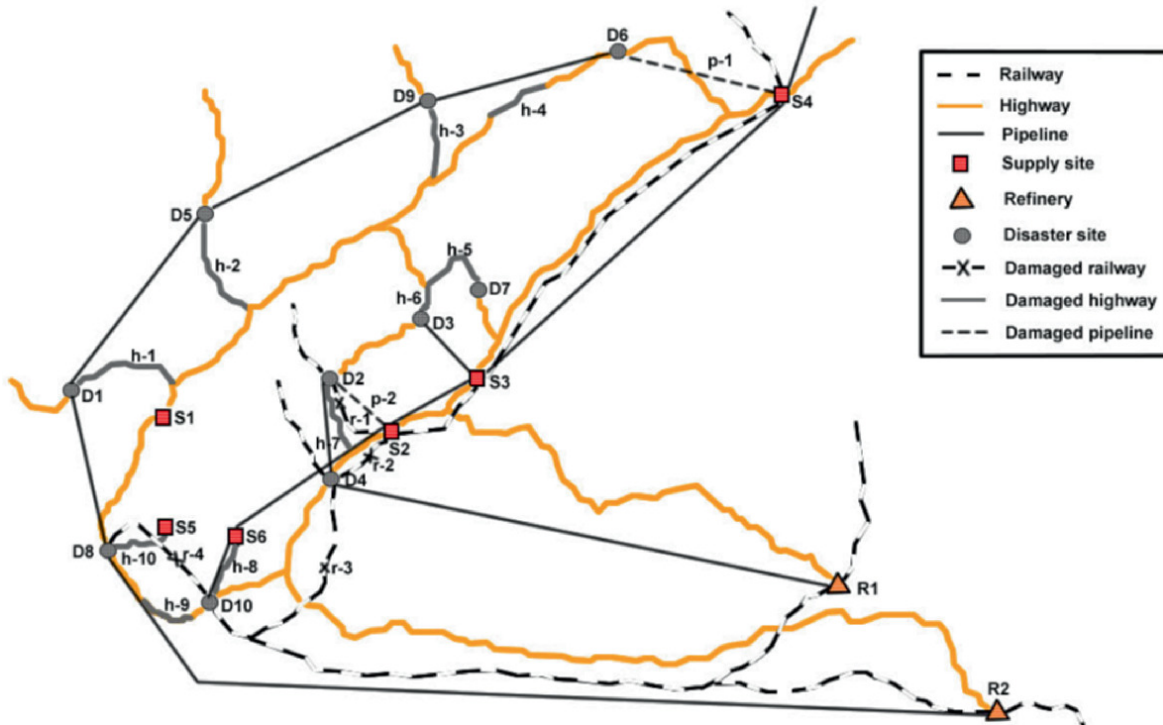 D6
p-1
S4
D9
h-4
h-3
D5
h-5
h-2
D7
h-6
D3
h-1
D2
S3
D1
p-2
S1
r-1
S2
h-7
r-2
D4
S5
S6
D8
h-10
r-4
h-8
r-3
R1
h-9
D10
R2
Railway
Highway
Pipeline
Supply site
Refinery
Disaster site
X
Damaged railway
Damaged highway
Damaged pipeline